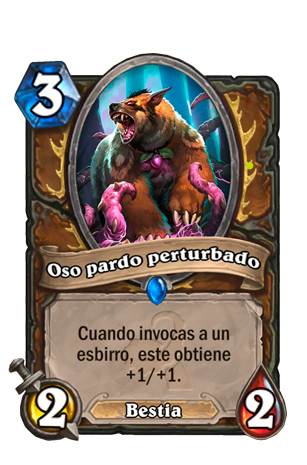 3
Oso pardo perturbado
Cuando invocas a un
esbirro, este obtiene
+1/+1.
2
Bestia
2